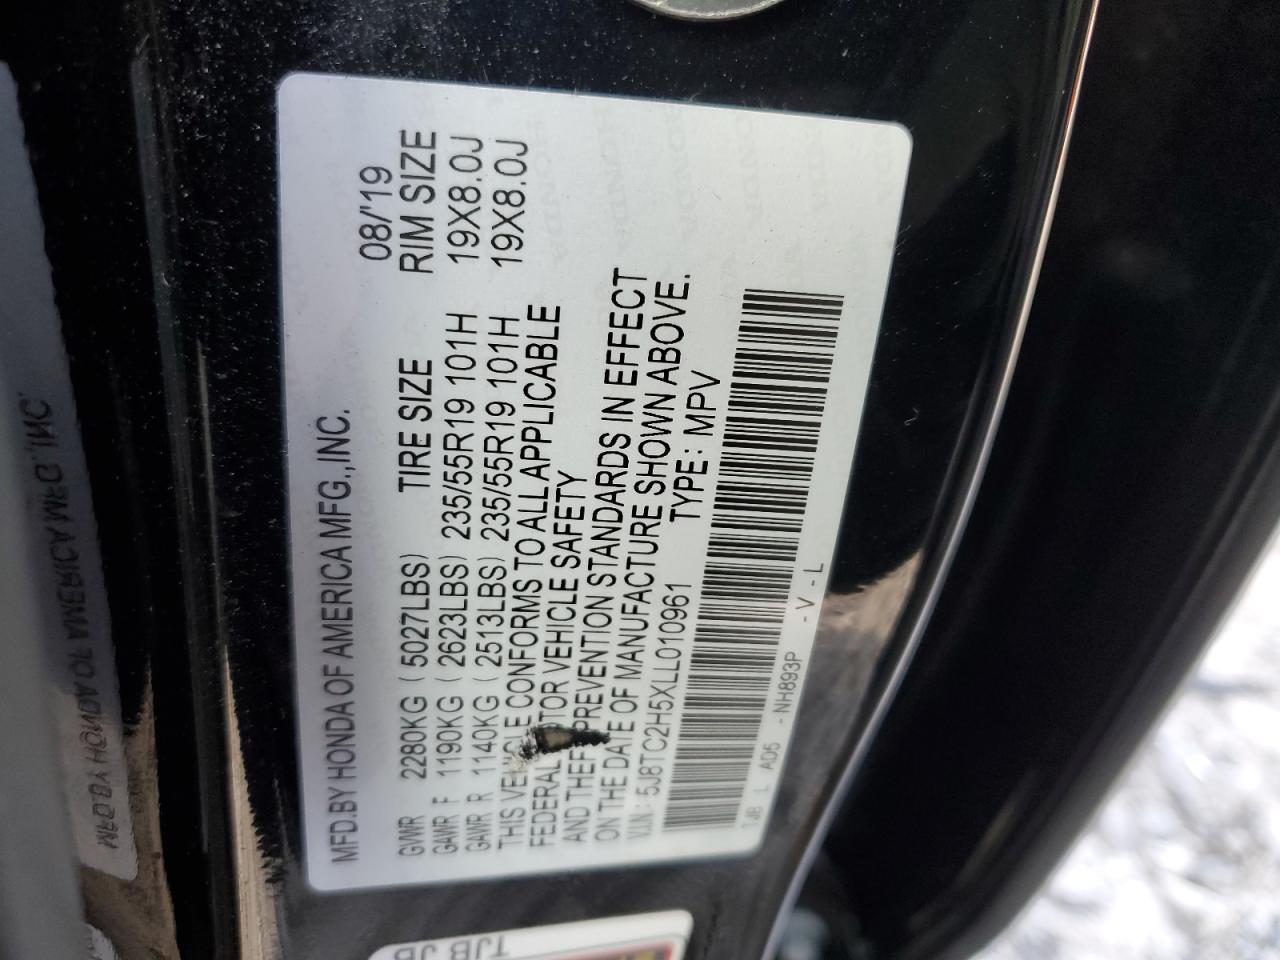 MFD.BY HONDA OF AMERICA MFG.,INC. 08/'19
GVWR 2280KG (5027LBS) TIRE SIZE RIM SIZE
GAWR F 1190KG (2623LBS) 235/55R19 101H 19X8.0J
GAWR R 1140KG (2513LBS) 235/55R19 101H 19X8.0J
THIS VEHICLE CONFORMS TO ALL APPLICABLE
FEDERAL MOTOR VEHICLE SAFETY
AND THEFT PREVENTION STANDARDS IN EFFECT
ON THE DATE OF MANUFACTURE SHOWN ABOVE.
V.I.N: 5J8TC2H5XLL010961 TYPE: MPV
TJB L AD5 - NH893P - V - L
TJB